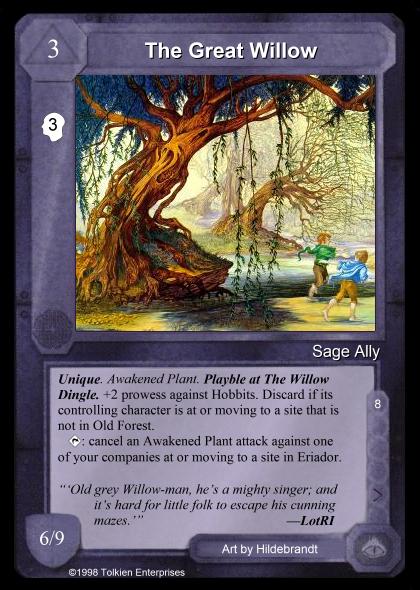 3
The Great Willow
3
Sage Ally
Unique. Awakened Plant. Playble at The Willow
Dingle. +2 prowess against Hobbits. Discard if its
controlling character is at or moving to a site that is
not in Old Forest.
: cancel an Awakened Plant attack against one
of your companies at or moving to a site in Eriador.
8
“‘Old grey Willow-man, he’s a mighty singer; and
it’s hard for little folk to escape his cunning
mazes.’”
—LotRI
6/9
Art by Hildebrandt
©1998 Tolkien Enterprises